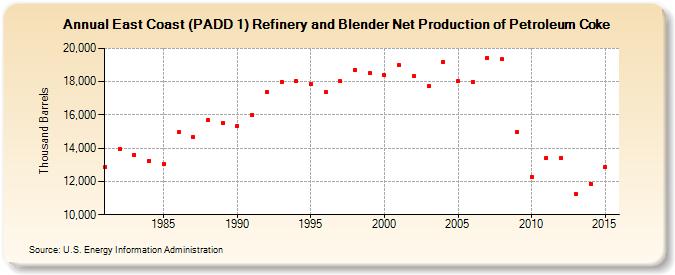 Annual East Coast (PADD 1) Refinery and Blender Net Production of Petroleum Coke
Thousand Barrels
20,000
18,000
16,000
14,000
12,000
10,000
1985 1990 1995 2000 2005 2010 2015
Source: U.S. Energy Information Administration